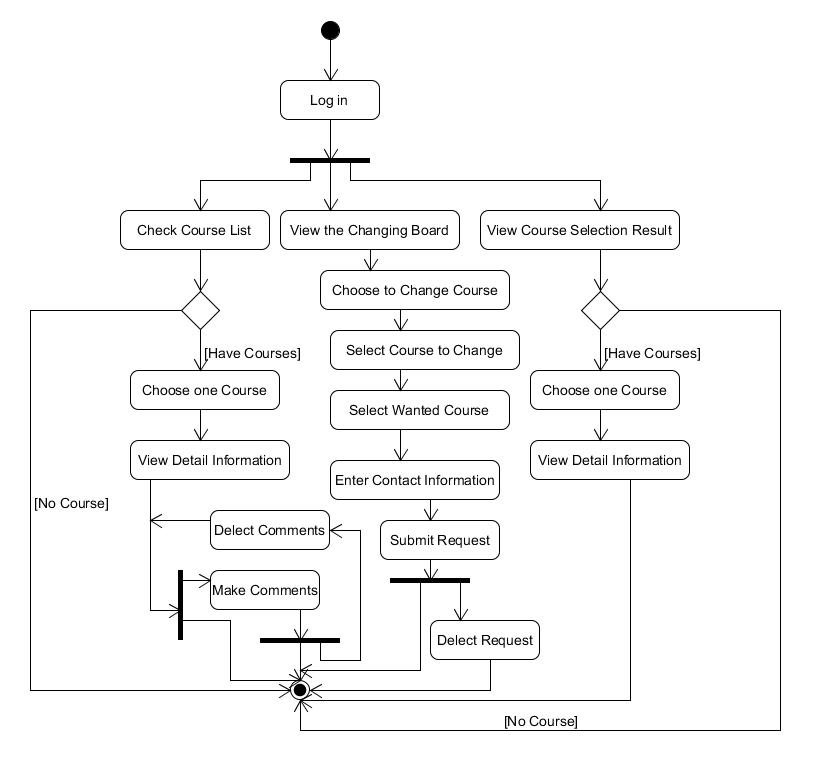 Log in
Check Course List
View the Changing Board
View Course Selection Result
Choose to Change Course
[Have Courses]
Select Course to Change
[Have Courses]
Choose one Course
Select Wanted Course
Choose one Course
View Detail Information
Enter Contact Information
View Detail Information
[No Course]
Delect Comments
Submit Request
Make Comments
Delect Request
[No Course]